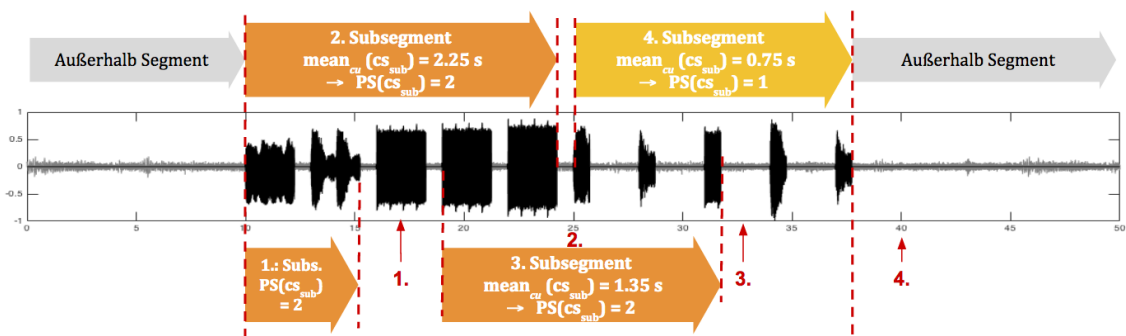 Außerhalb Segment
2. Subsegment
mean_cu (cs_sub) = 2.25 s
→ PS(cs_sub) = 2
4. Subsegment
mean_cu (cs_sub) = 0.75 s
→ PS(cs_sub) = 1
Außerhalb Segment
1
0.5
0
-0.5
-1
0 5 10 15 20 25 30 35 40 45 50
1.: Subs.
PS(cs_sub)
= 2
1.
2.
3. Subsegment
mean_cu (cs_sub) = 1.35 s
→ PS(cs_sub) = 2
3.
4.